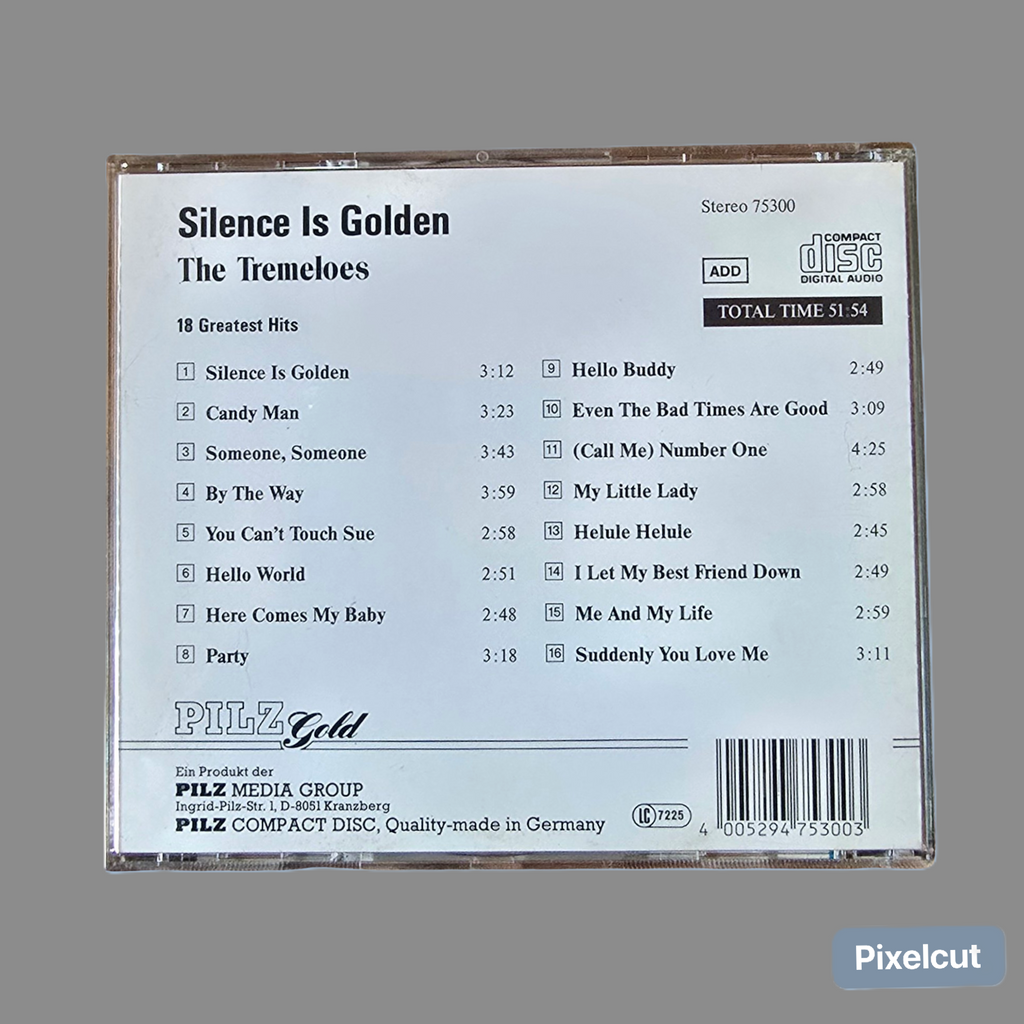 Silence Is Golden
The Tremeloes
18 Greatest Hits
Stereo 75300
ADD
COMPACT
disc
DIGITAL AUDIO
TOTAL TIME 51:54
1 Silence Is Golden 3:12
2 Candy Man 3:23
3 Someone, Someone 3:43
4 By The Way 3:59
5 You Can't Touch Sue 2:58
6 Hello World 2:51
7 Here Comes My Baby 2:48
8 Party 3:18
9 Hello Buddy 2:49
10 Even The Bad Times Are Good 3:09
11 (Call Me) Number One 4:25
12 My Little Lady 2:58
13 Helule Helule 2:45
14 I Let My Best Friend Down 2:49
15 Me And My Life 2:59
16 Suddenly You Love Me 3:11
PILZ Gold
Ein Produkt der
PILZ MEDIA GROUP
Ingrid-Pilz-Str. 1, D-8051 Kranzberg
PILZ COMPACT DISC, Quality-made in Germany
LC 7225
4 005294 753003
Pixelcut